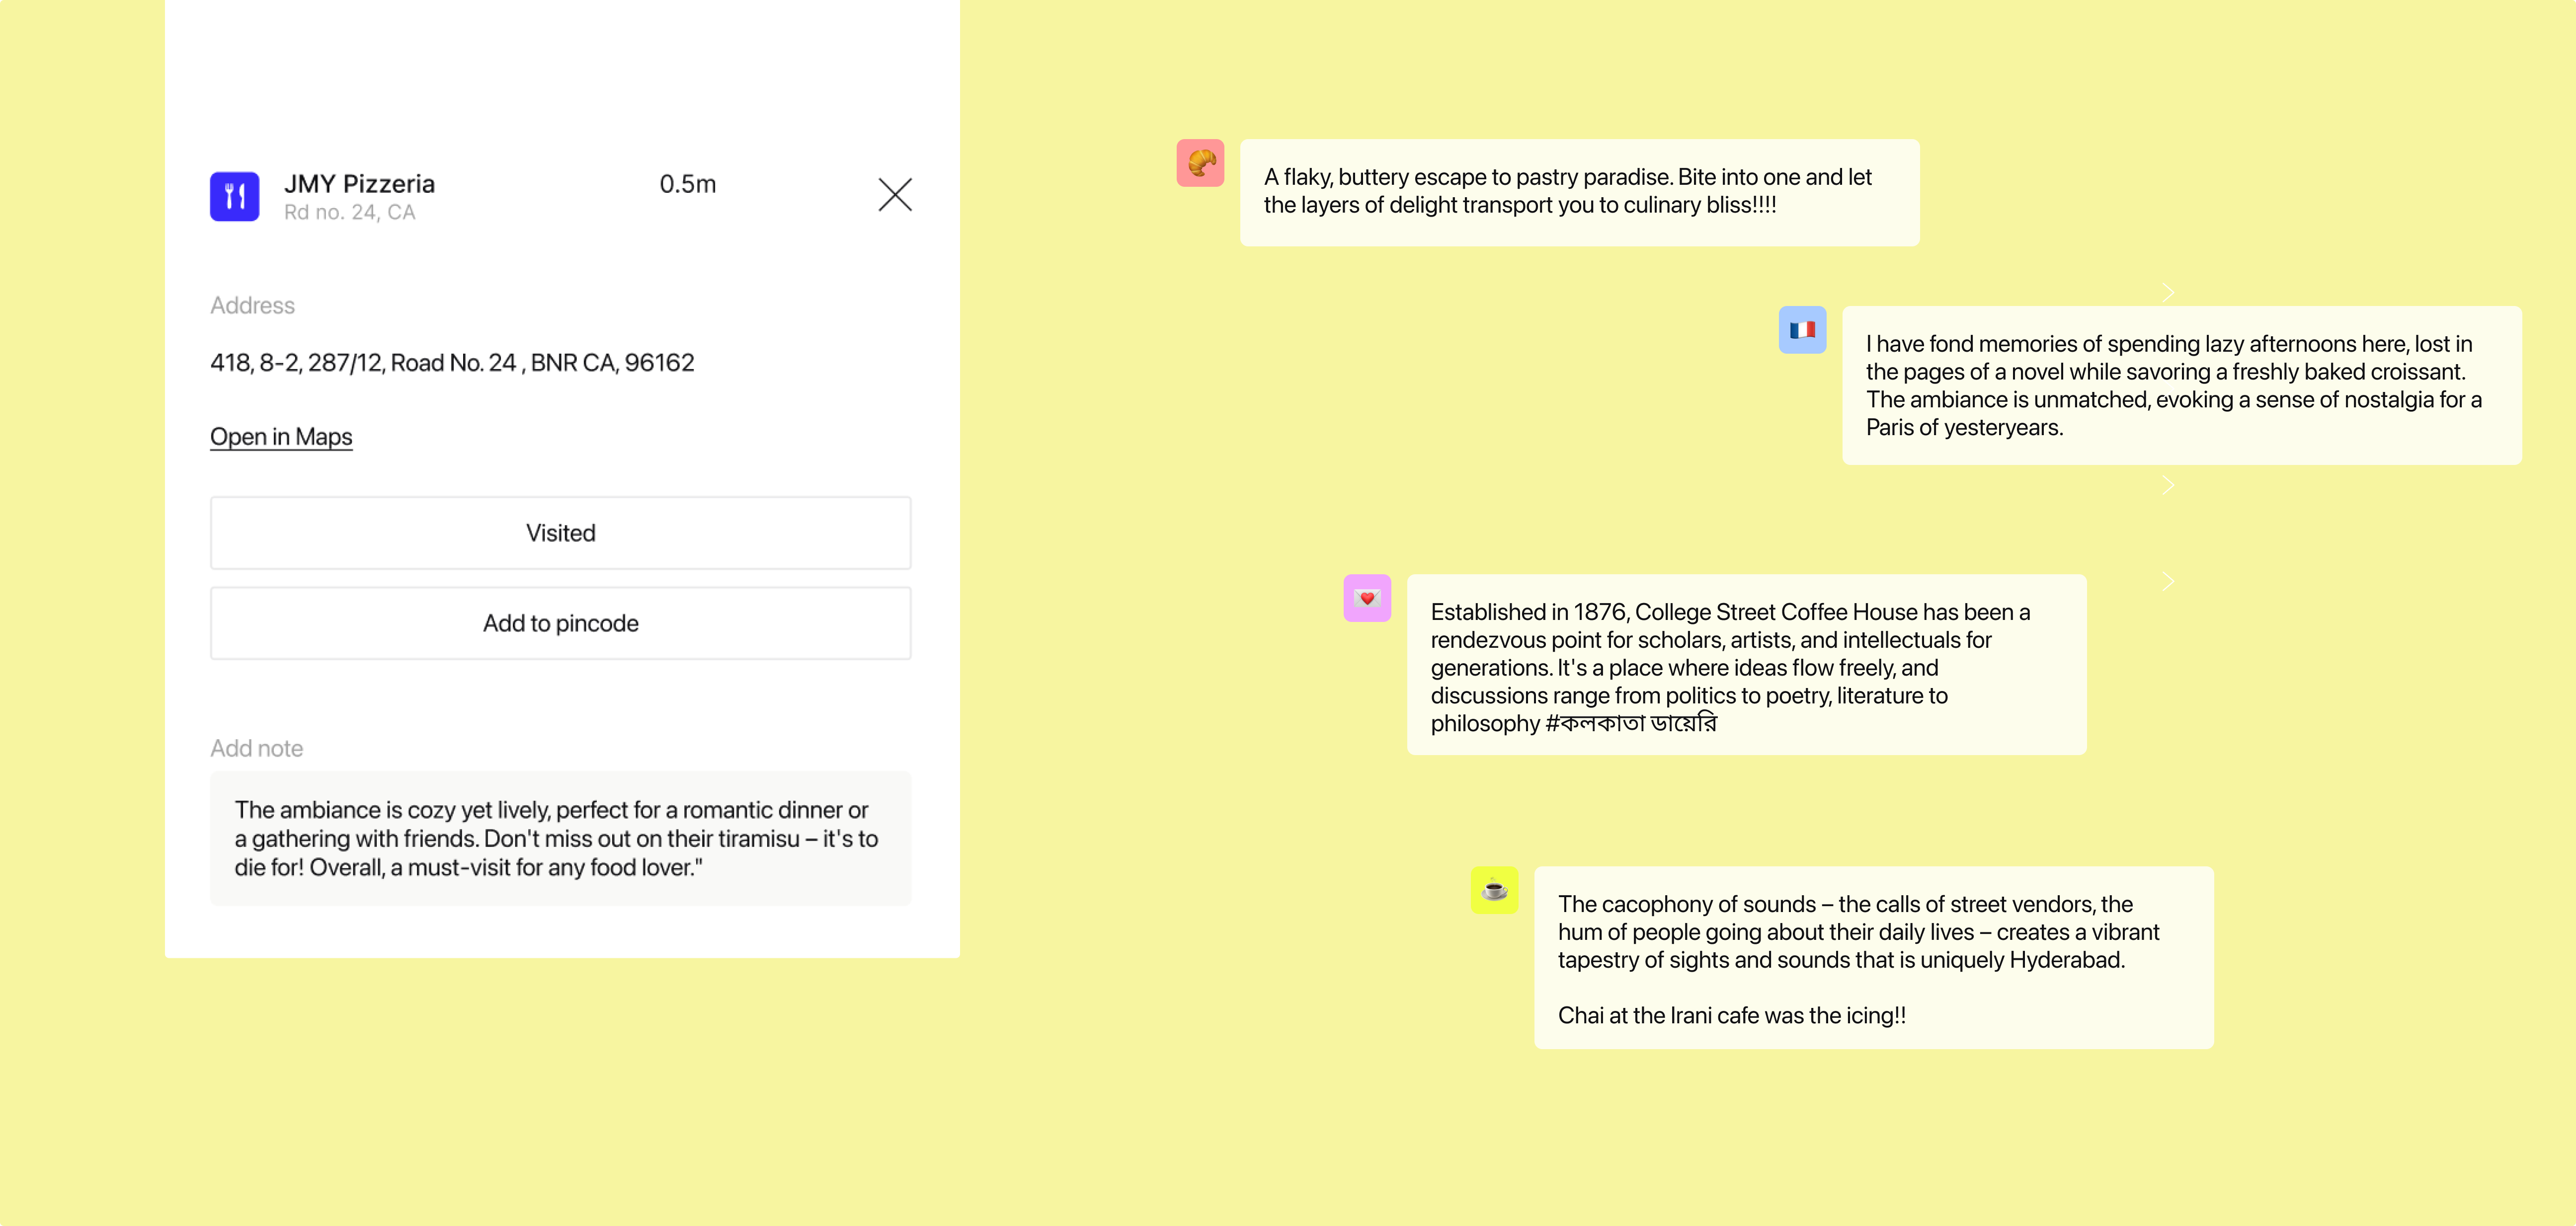 JMY Pizzeria
0.5m
Rd no. 24, CA
Address
418, 8-2, 287/12, Road No. 24 , BNR CA, 96162
Open in Maps
Visited
Add to pincode
Add note
The ambiance is cozy yet lively, perfect for a romantic dinner or
a gathering with friends. Don't miss out on their tiramisu – it's to
die for! Overall, a must-visit for any food lover."
A flaky, buttery escape to pastry paradise. Bite into one and let
the layers of delight transport you to culinary bliss!!!!
I have fond memories of spending lazy afternoons here, lost in
the pages of a novel while savoring a freshly baked croissant.
The ambiance is unmatched, evoking a sense of nostalgia for a
Paris of yesteryears.
Established in 1876, College Street Coffee House has been a
rendezvous point for scholars, artists, and intellectuals for
generations. It's a place where ideas flow freely, and
discussions range from politics to poetry, literature to
philosophy #কলকাতা ডায়েরি
The cacophony of sounds – the calls of street vendors, the
hum of people going about their daily lives – creates a vibrant
tapestry of sights and sounds that is uniquely Hyderabad.
Chai at the Irani cafe was the icing!!